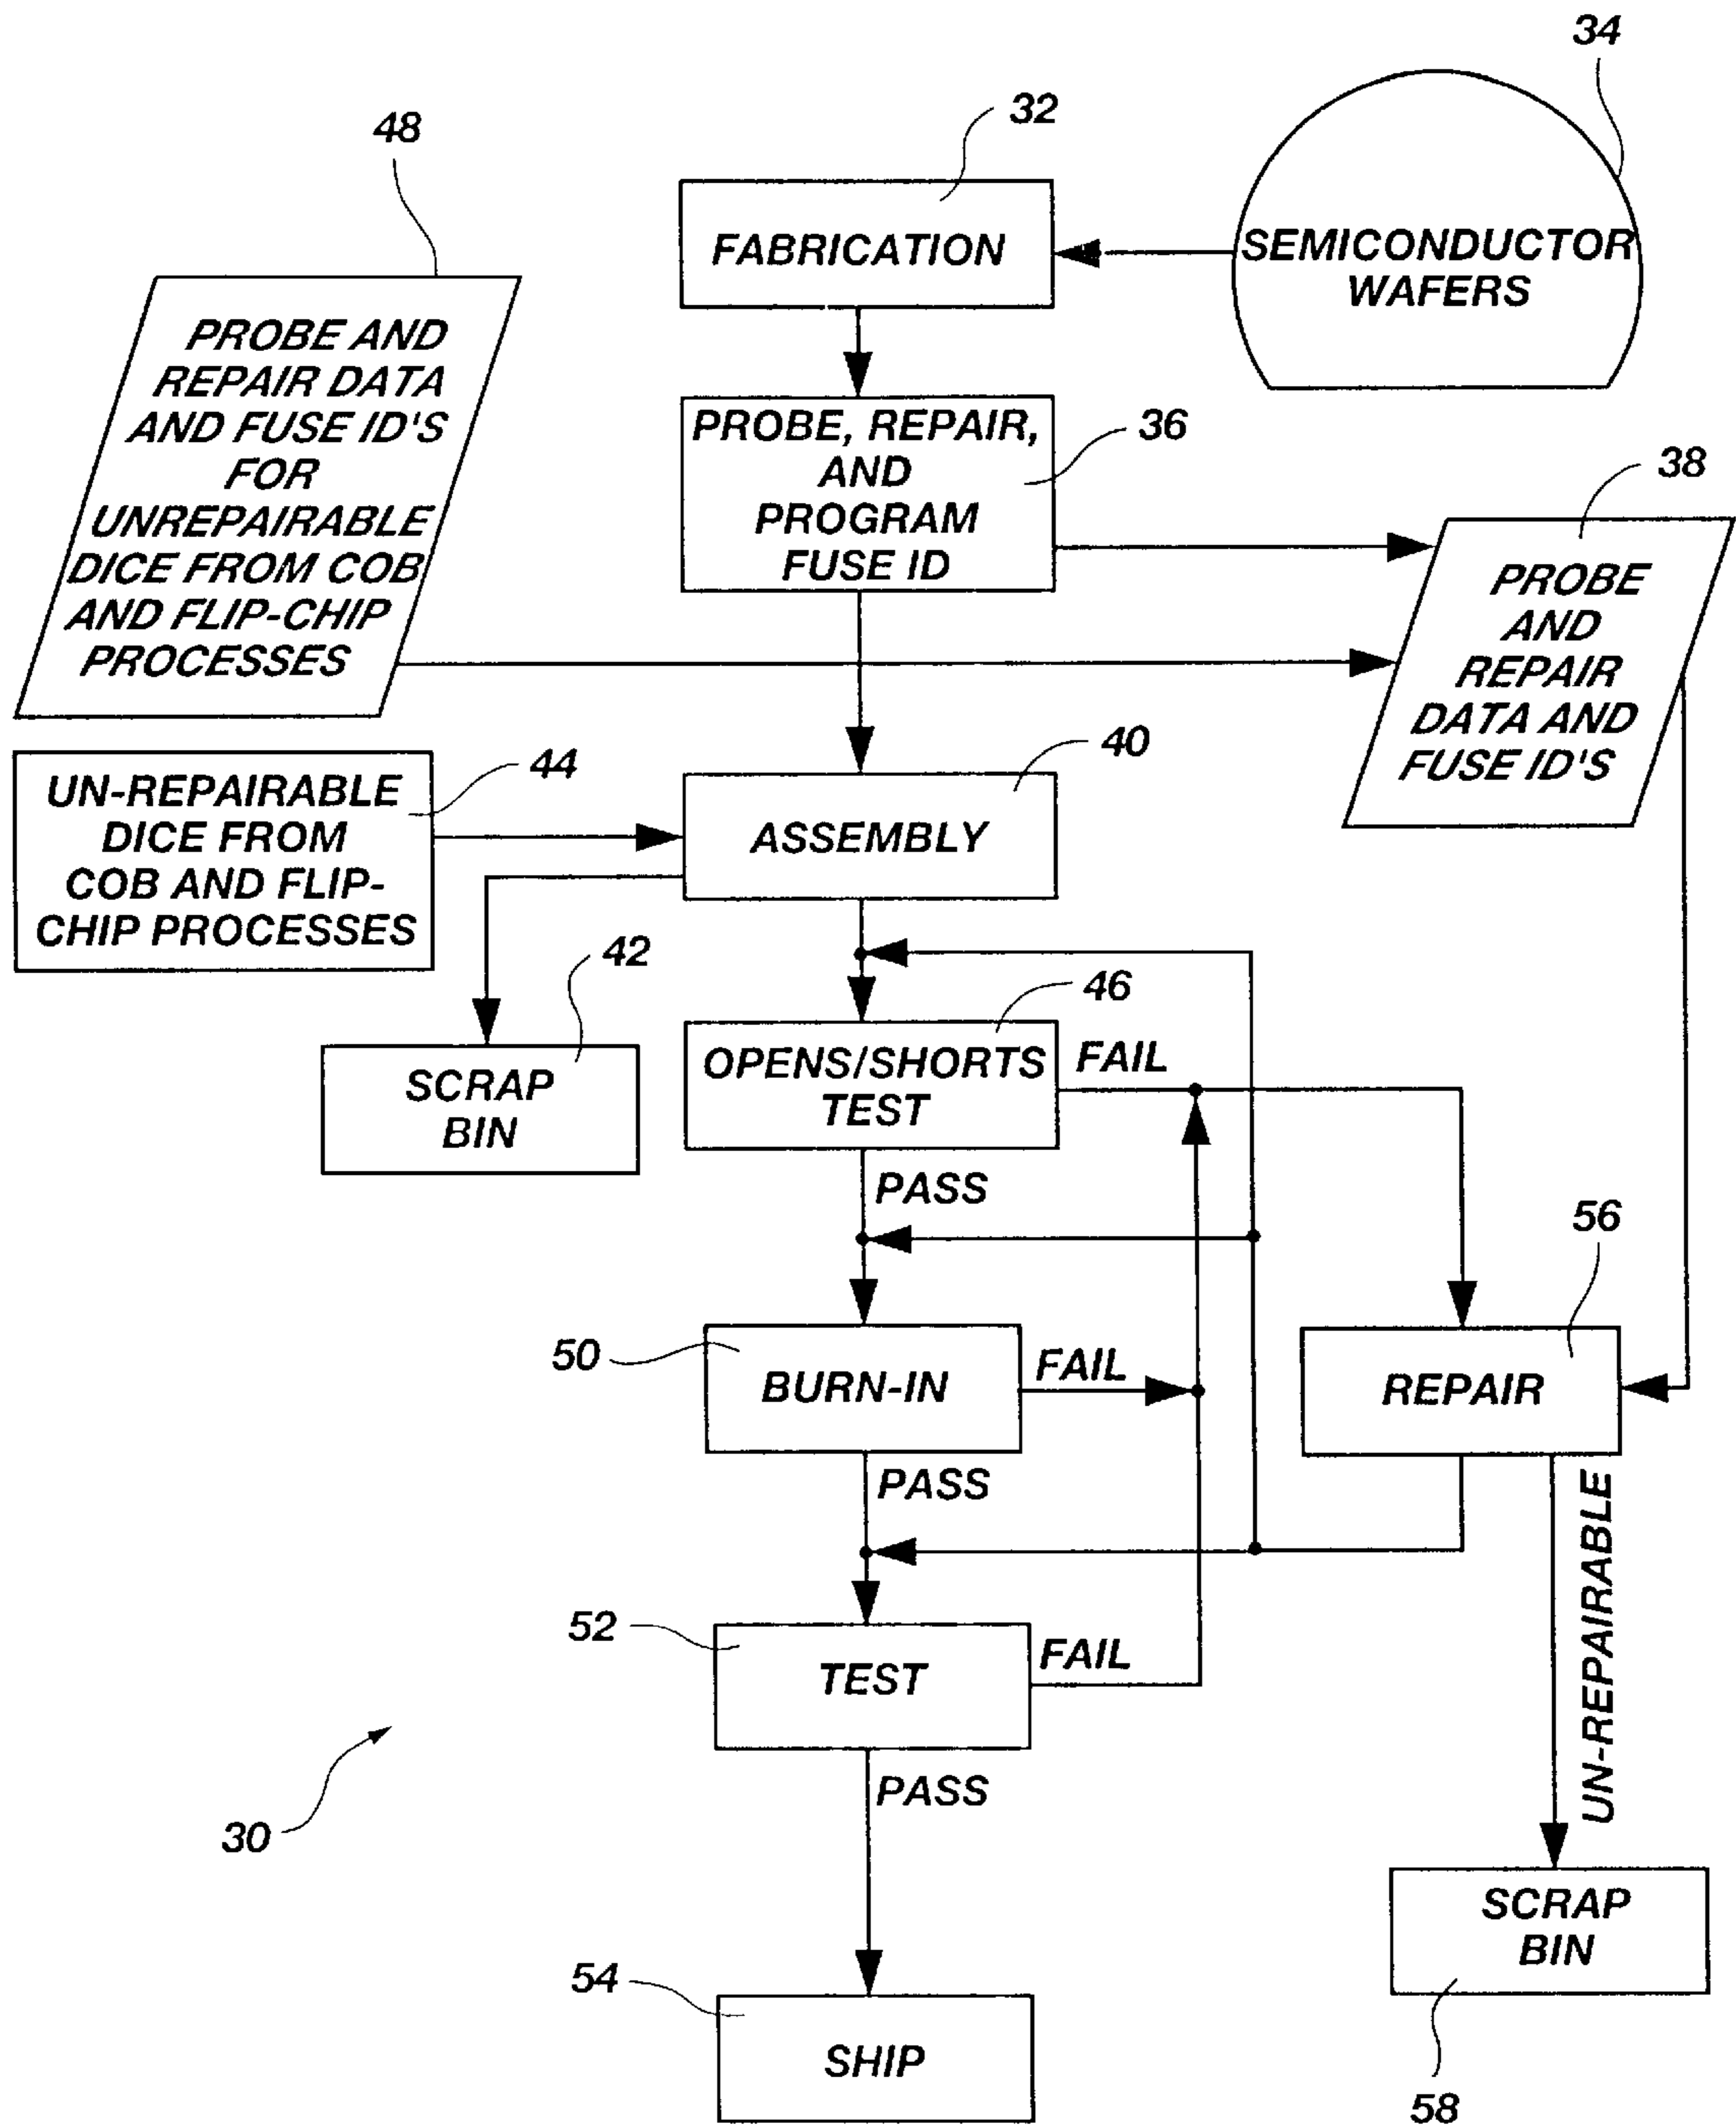 34
32
48
FABRICATION
SEMICONDUCTOR
WAFERS
PROBE AND
REPAIR DATA
AND FUSE ID'S
FOR
UNREPAIRABLE
DICE FROM COB
AND FLIP-CHIP
PROCESSES
PROBE, REPAIR,
AND
PROGRAM
FUSE ID
36
38
PROBE
AND
REPAIR
DATA AND
FUSE ID'S
44
UN-REPAIRABLE
DICE FROM
COB AND FLIP-
CHIP PROCESSES
40
ASSEMBLY
42
SCRAP
BIN
46
OPENS/SHORTS
TEST
FAIL
PASS
56
50
BURN-IN
FAIL
REPAIR
PASS
UN-REPAIRABLE
52
TEST
FAIL
PASS
30
54
SHIP
SCRAP
BIN
58